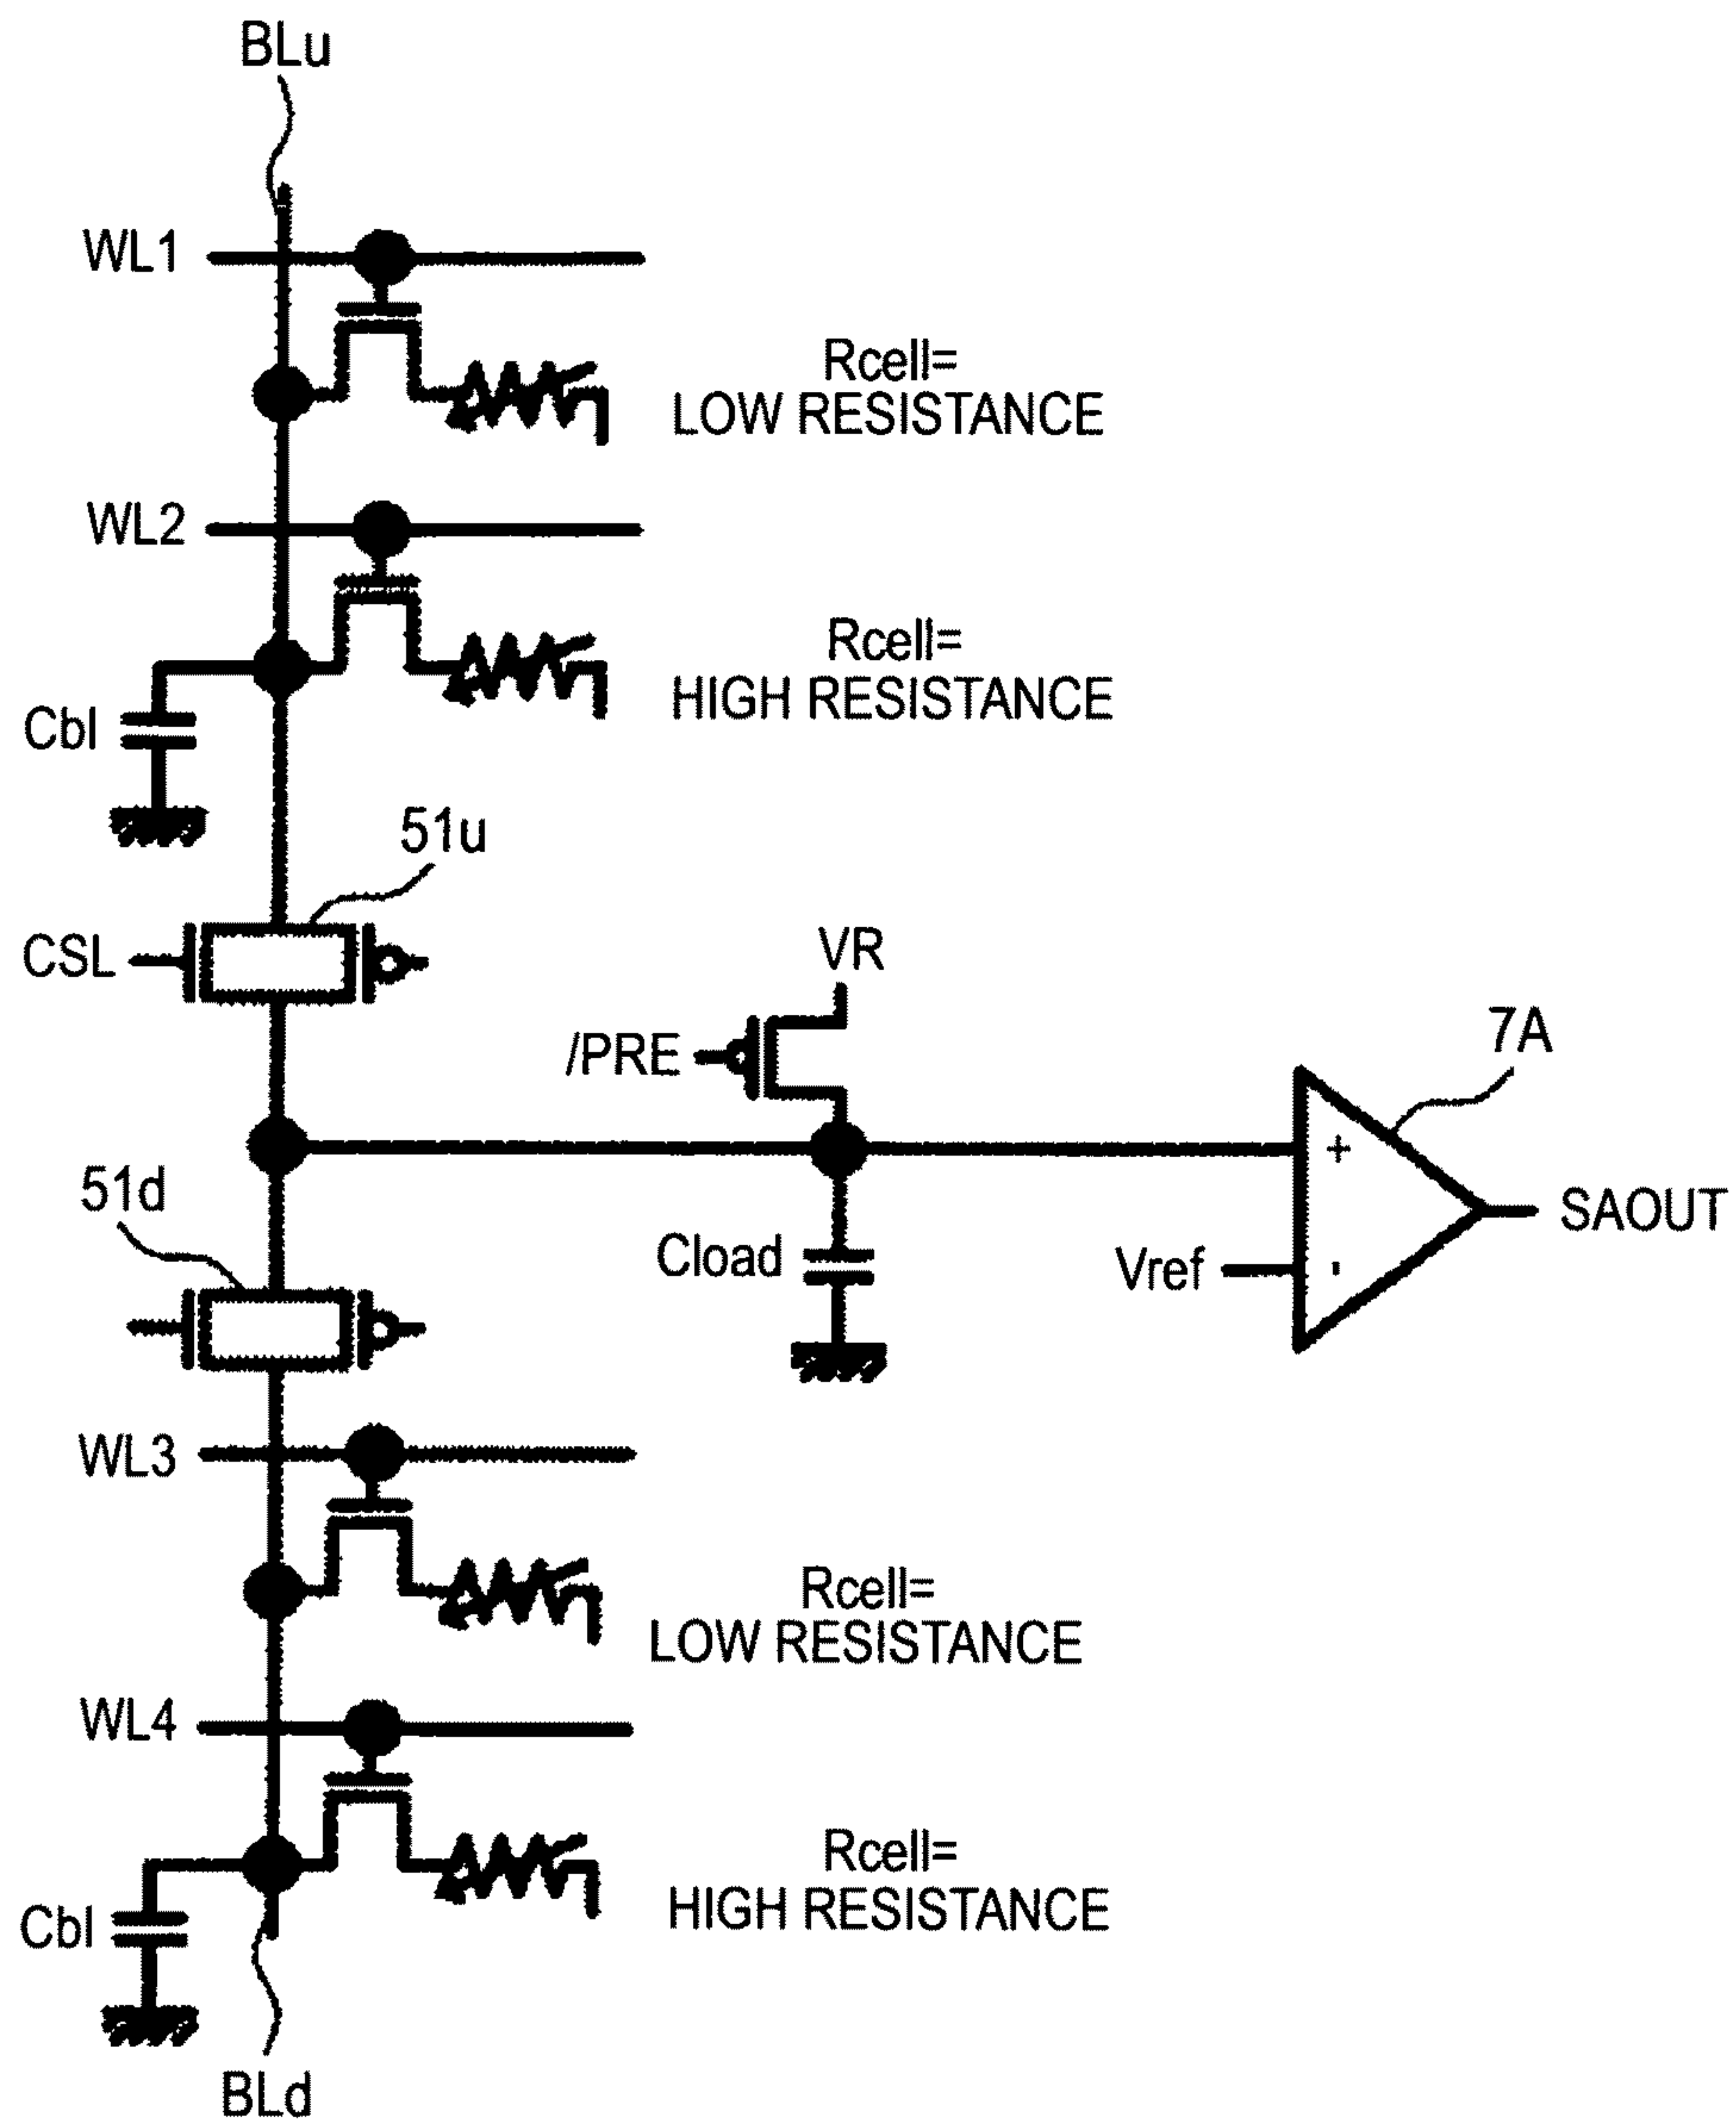 BLu
WL1
Rcell=
LOW RESISTANCE
WL2
Rcell=
HIGH RESISTANCE
Cbl
51u
CSL
VR
/PRE
7A
+
51d
SAOUT
Cload
Vref
-
WL3
Rcell=
LOW RESISTANCE
WL4
Rcell=
HIGH RESISTANCE
Cbl
BLd